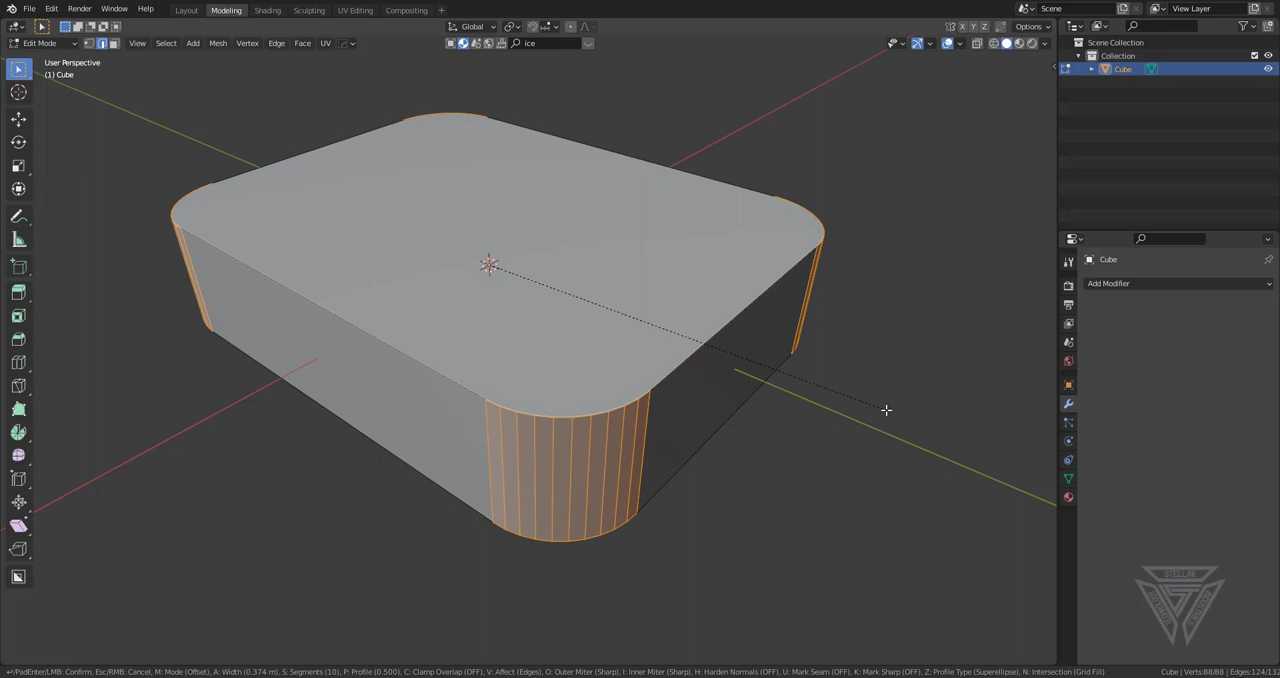 File Edit Render Window Help Layout Modeling Shading Sculpting UV Editing Compositing + Scene View Layer
Global Options
Edit Mode View Select Add Mesh Vertex Edge Face UV ice
X Y Z
User Perspective
(1) Cube
Scene Collection
Collection
Cube
Cube
Add Modifier
STELLAR
↵/PadEnter/LMB: Confirm, Esc/RMB: Cancel, M: Mode (Offset), A: Width (0.374 m), S: Segments (10), P: Profile (0.500), C: Clamp Overlap (OFF), V: Affect (Edges), O: Outer Miter (Sharp), I: Inner Miter (Sharp), H: Harden Normals (OFF), U: Mark Seam (OFF), K: Mark Sharp (OFF), Z: Profile Type (Superellipse), N: Intersection (Grid Fill)
Cube | Verts:88/88 | Edges:124/132